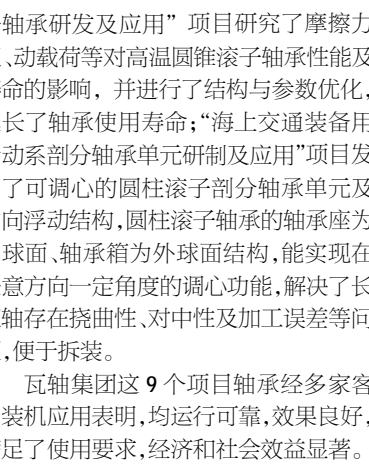 轴承研发及应用”项目研究了摩擦力
、动载荷等对高温圆锥滚子轴承性能及
命的影响，并进行了结构与参数优化，
长了轴承使用寿命；“海上交通装备用
动系剖分轴承单元研制及应用”项目发
了可调心的圆柱滚子剖分轴承单元及
向浮动结构，圆柱滚子轴承的轴承座为
球面、轴承箱为外球面结构，能实现在
意方向一定角度的调心功能，解决了长
轴存在挠曲性、对中性及加工误差等问
，便于拆装。
瓦轴集团这9个项目轴承经多家客
装机应用表明，均运行可靠，效果良好，
足了使用要求，经济和社会效益显著。